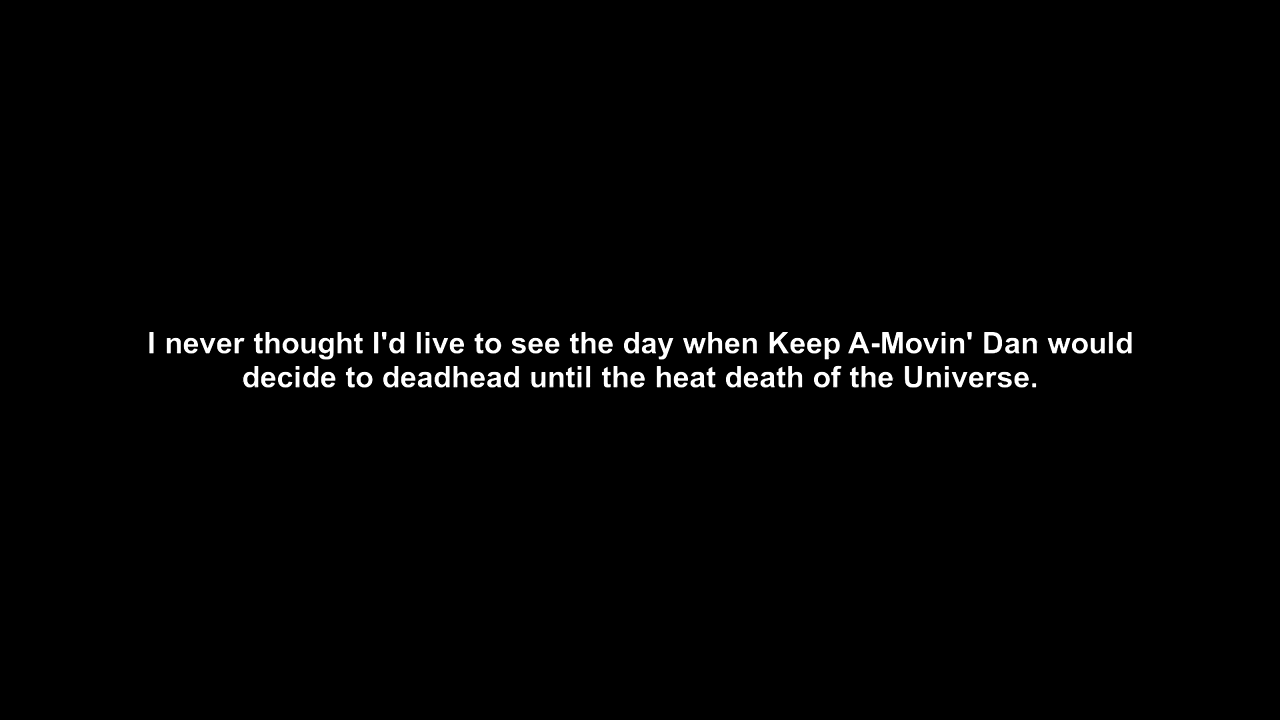 I never thought I'd live to see the day when Keep A-Movin' Dan would
decide to deadhead until the heat death of the Universe.